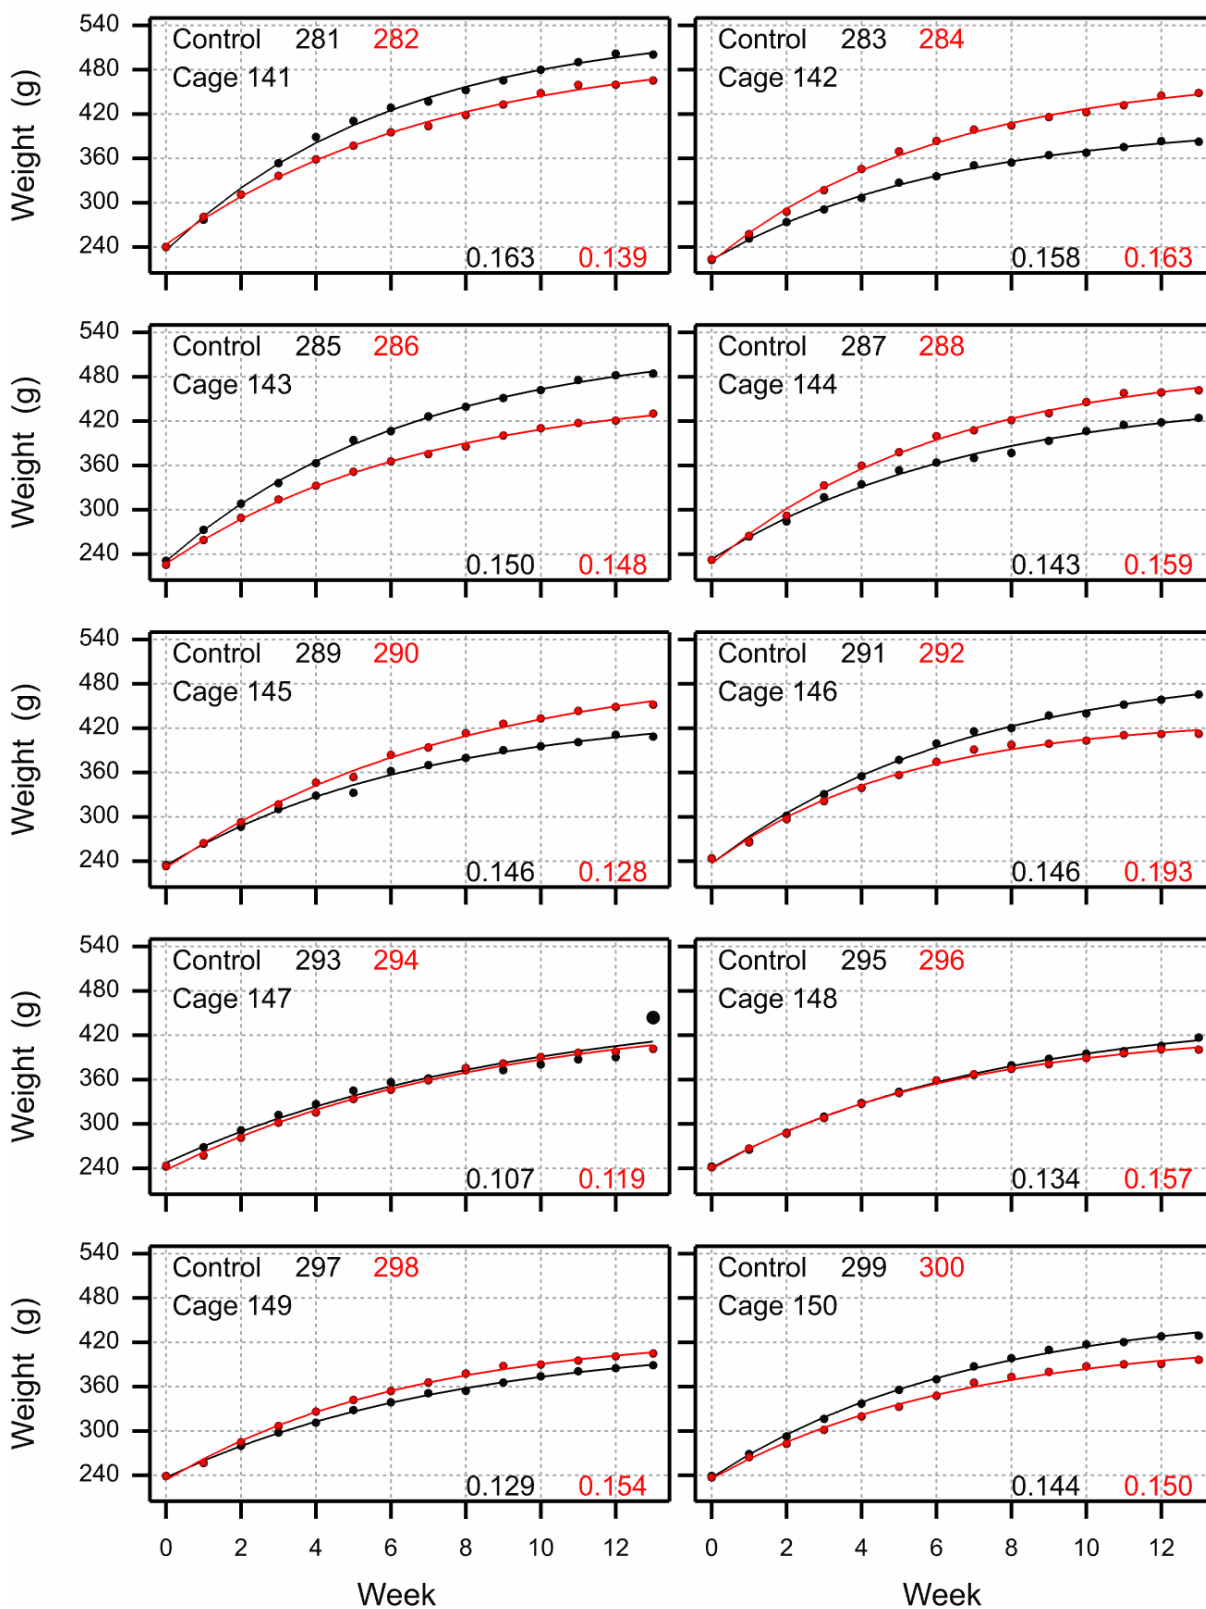 540 Control 281 282 Control 283 284
480 Cage 141 Cage 142
420
360
300
240
0.163 0.139 0.158 0.163
Weight (g)
540 Control 285 286 Control 287 288
480 Cage 143 Cage 144
420
360
300
240
0.150 0.148 0.143 0.159
Weight (g)
540 Control 289 290 Control 291 292
480 Cage 145 Cage 146
420
360
300
240
0.146 0.128 0.146 0.193
Weight (g)
540 Control 293 294 Control 295 296
480 Cage 147 Cage 148
420
360
300
240
0.107 0.119 0.134 0.157
Weight (g)
540 Control 297 298 Control 299 300
480 Cage 149 Cage 150
420
360
300
240
0.129 0.154 0.144 0.150
Weight (g)
0 2 4 6 8 10 12 0 2 4 6 8 10 12
Week Week